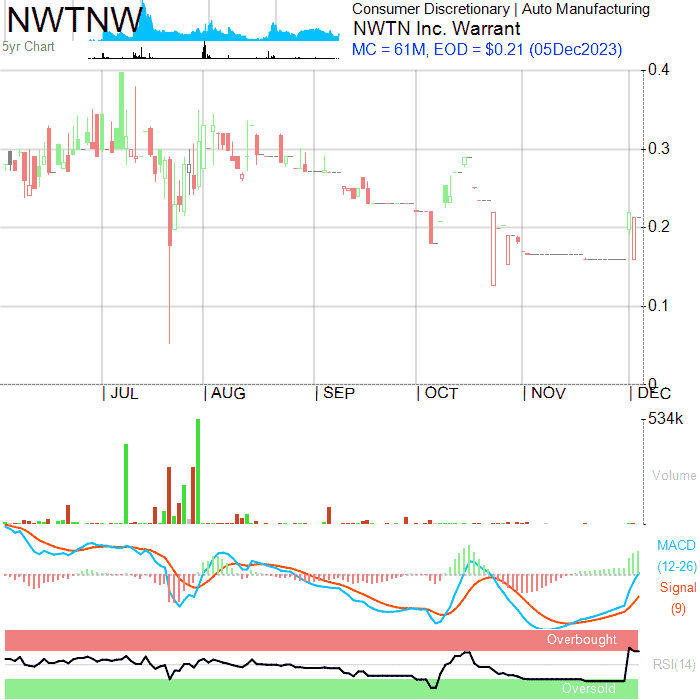 NWTNW
5yr Chart
Consumer Discretionary | Auto Manufacturing
NWTN Inc. Warrant
MC = 61M, EOD = $0.21 (05Dec2023)
0.4
0.3
0.2
0.1
0
JUL
AUG
SEP
OCT
NOV
DEC
534k
Volume
MACD
(12-26)
Signal
(9)
Overbought
RSI(14)
Oversold